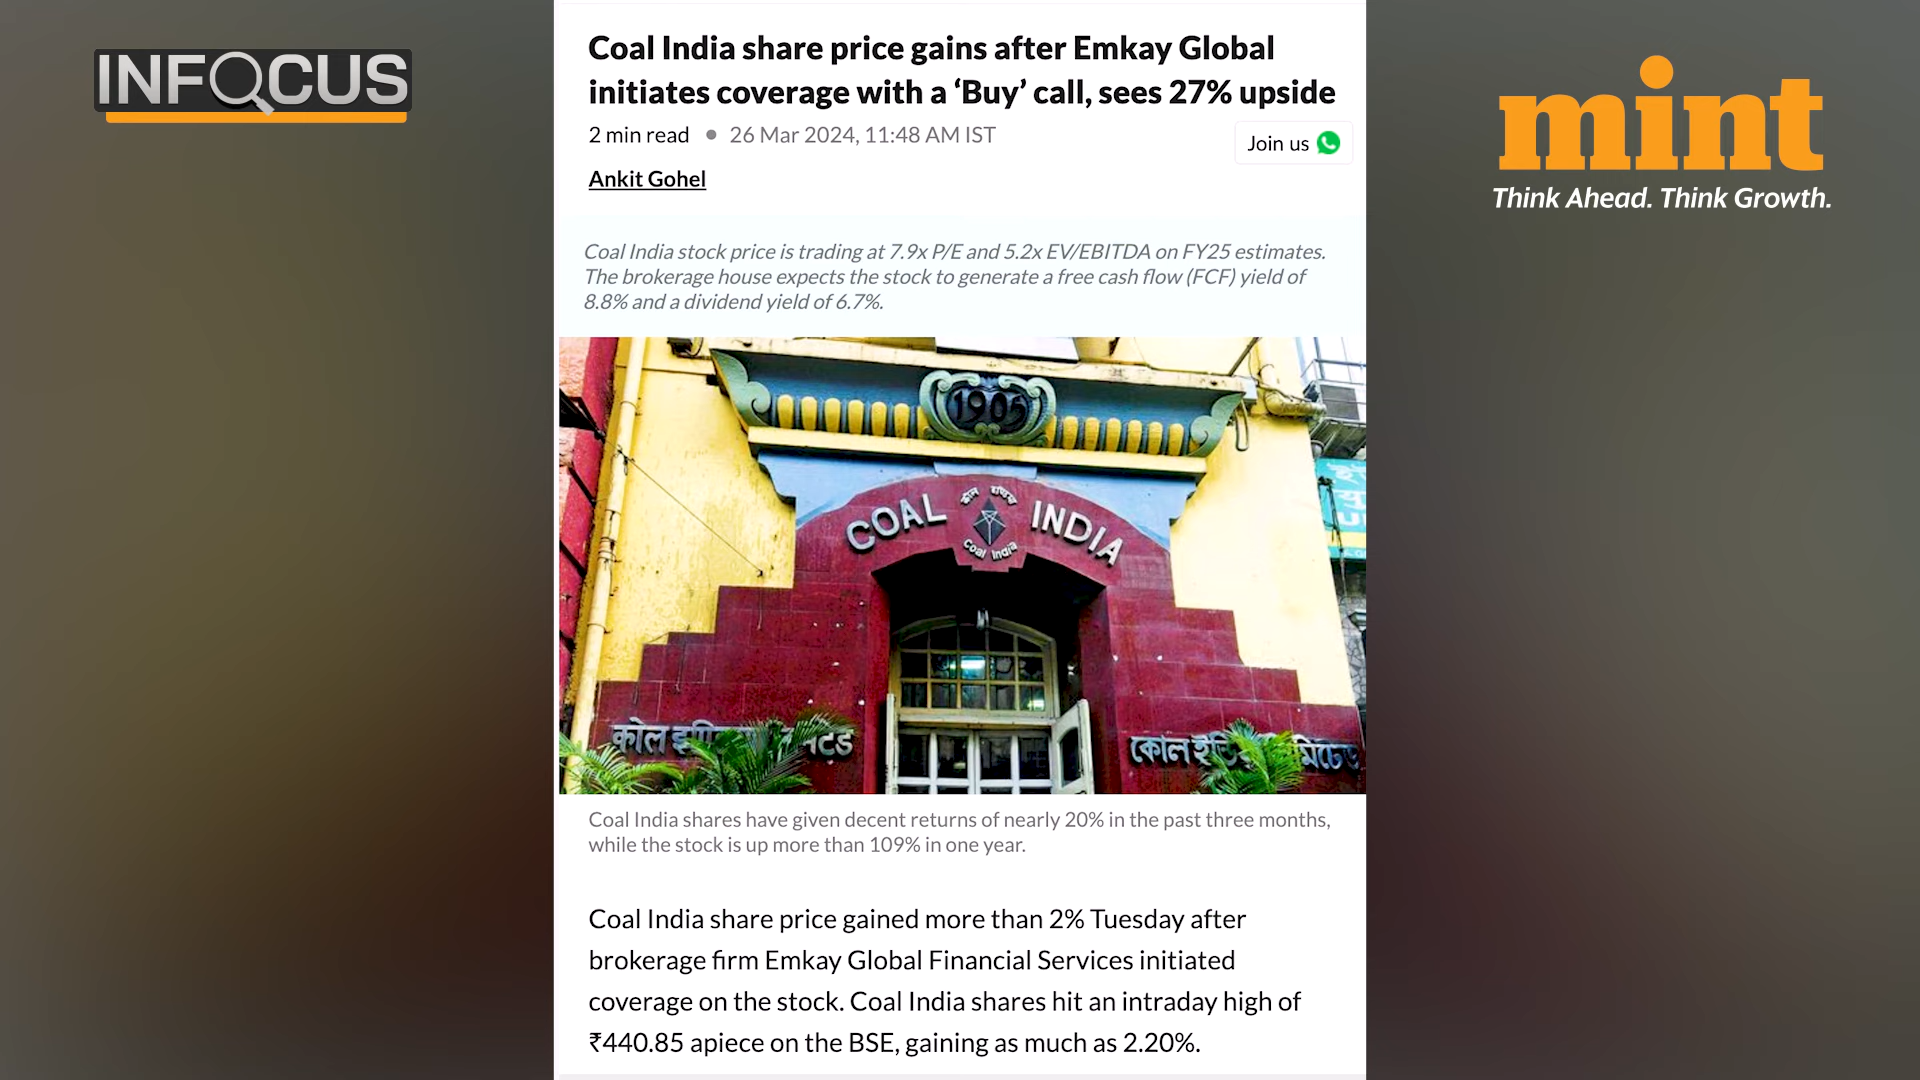 INFOCUS
mint
Think Ahead. Think Growth.
Coal India share price gains after Emkay Global
initiates coverage with a ‘Buy’ call, sees 27% upside
2 min read • 26 Mar 2024, 11:48 AM IST
Join us
Ankit Gohel
Coal India stock price is trading at 7.9x P/E and 5.2x EV/EBITDA on FY25 estimates.
The brokerage house expects the stock to generate a free cash flow (FCF) yield of
8.8% and a dividend yield of 6.7%.
1905
COAL INDIA
कोल इण्डिया
Coal India
कोल
কোল
Coal India shares have given decent returns of nearly 20% in the past three months,
while the stock is up more than 109% in one year.
Coal India share price gained more than 2% Tuesday after
brokerage firm Emkay Global Financial Services initiated
coverage on the stock. Coal India shares hit an intraday high of
₹440.85 apiece on the BSE, gaining as much as 2.20%.